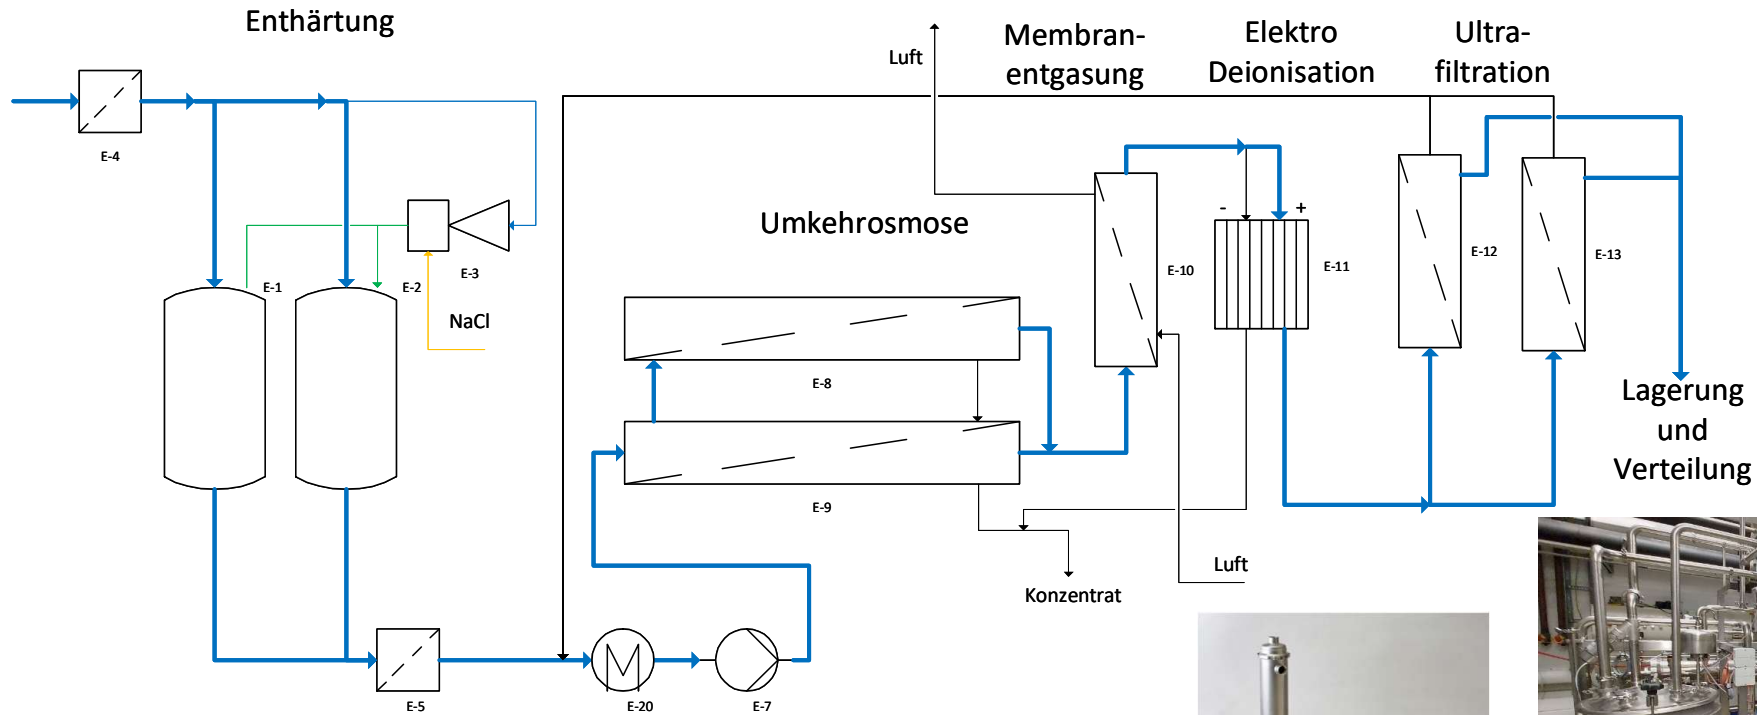 Enthärtung
Membran-
entgasung
Elektro
Deionisation
Ultra-
filtration
Luft
E-4
Umkehrosmose
- +
E-3
E-1
E-2
NaCl
E-10
E-11
E-12
E-13
E-8
E-9
Lagerung
und
Verteilung
Luft
Konzentrat
E-5
E-20
E-7